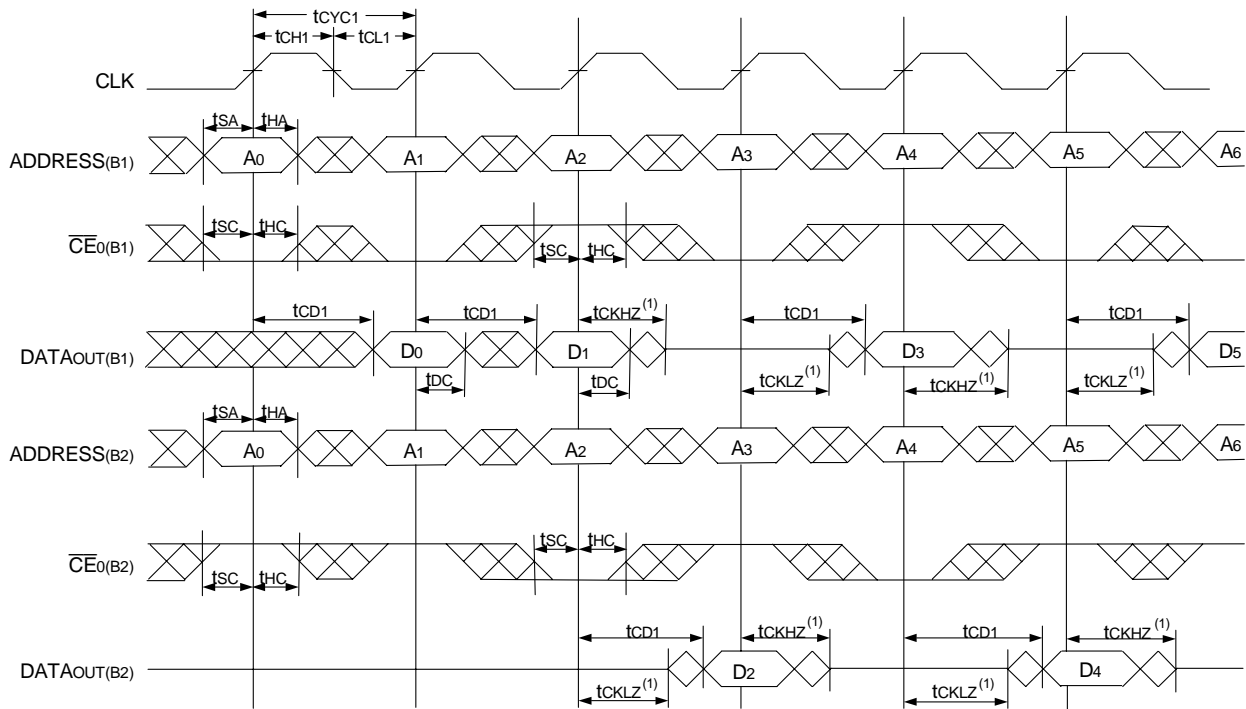 tCYC1
tCH1 tCL1
CLK
tSA tHA
ADDRESS(B1) A0 A1 A2 A3 A4 A5 A6
tSC tHC
CE0(B1) tSC tHC
tCD1 tCD1 tCKHZ(1) tCD1 tCD1
DATAOUT(B1) D0 D1 D3 D5
tDC tDC tCKLZ(1) tCKHZ(1) tCKLZ(1)
tSA tHA
ADDRESS(B2) A0 A1 A2 A3 A4 A5 A6
tSC tHC
CE0(B2)
tSC tHC
tCD1 tCKHZ(1) tCD1 tCKHZ(1)
DATAOUT(B2) D2 D4
tCKLZ(1) tCKLZ(1)